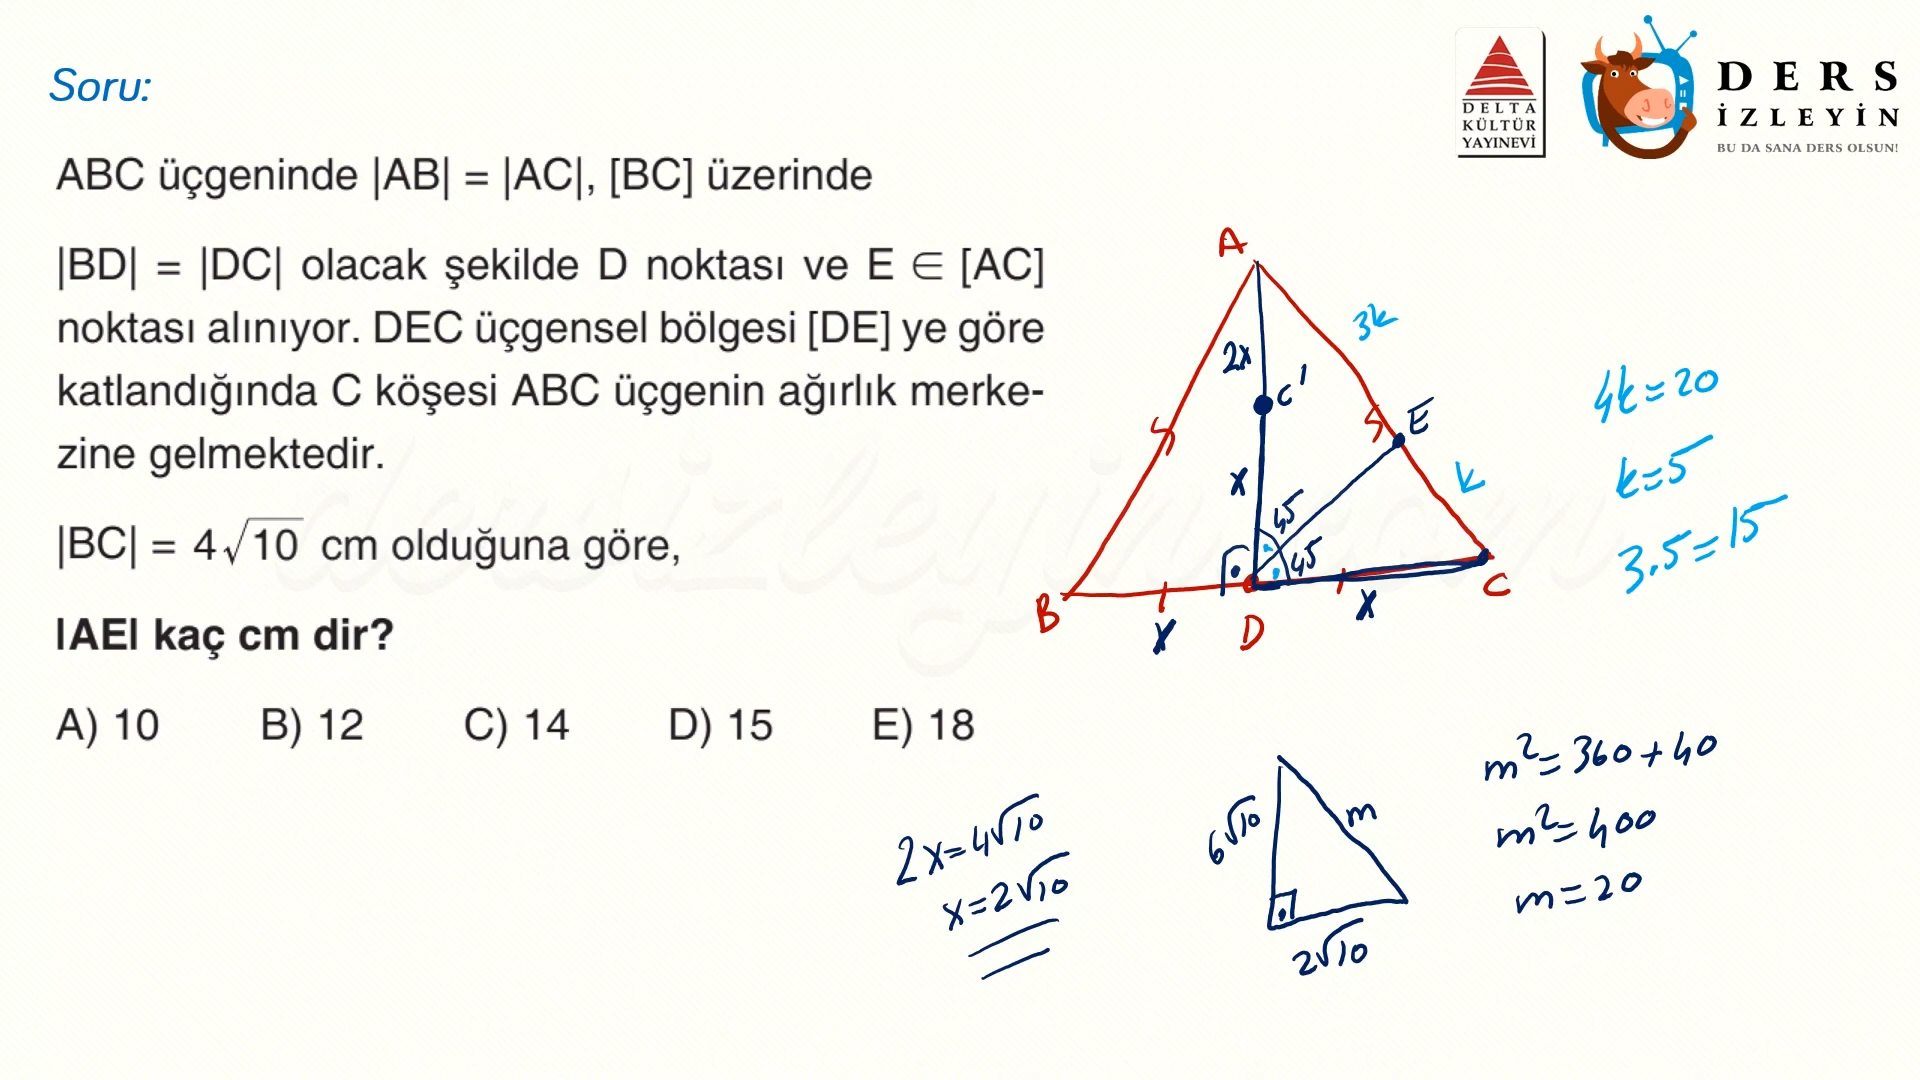 Soru:
DELTA
KÜLTÜR
YAYINEVİ
DERS
İZLEYİN
BU DA SANA DERS OLSUN!
ABC üçgeninde |AB| = |AC|, [BC] üzerinde
|BD| = |DC| olacak şekilde D noktası ve E ∈ [AC]
noktası alınıyor. DEC üçgensel bölgesi [DE] ye göre
katlandığında C köşesi ABC üçgenin ağırlık merke-
zine gelmektedir.
|BC| = 4√10 cm olduğuna göre,
|AE| kaç cm dir?
A) 10 B) 12 C) 14 D) 15 E) 18
A
3k
2x
C'
E
x
k
45
45
B
x
D
x
C
4k=20
k=5
3.5=15
2x=4√10
x=2√10
6√10
m
2√10
m²=360+40
m²=400
m=20
dersizleyin.com